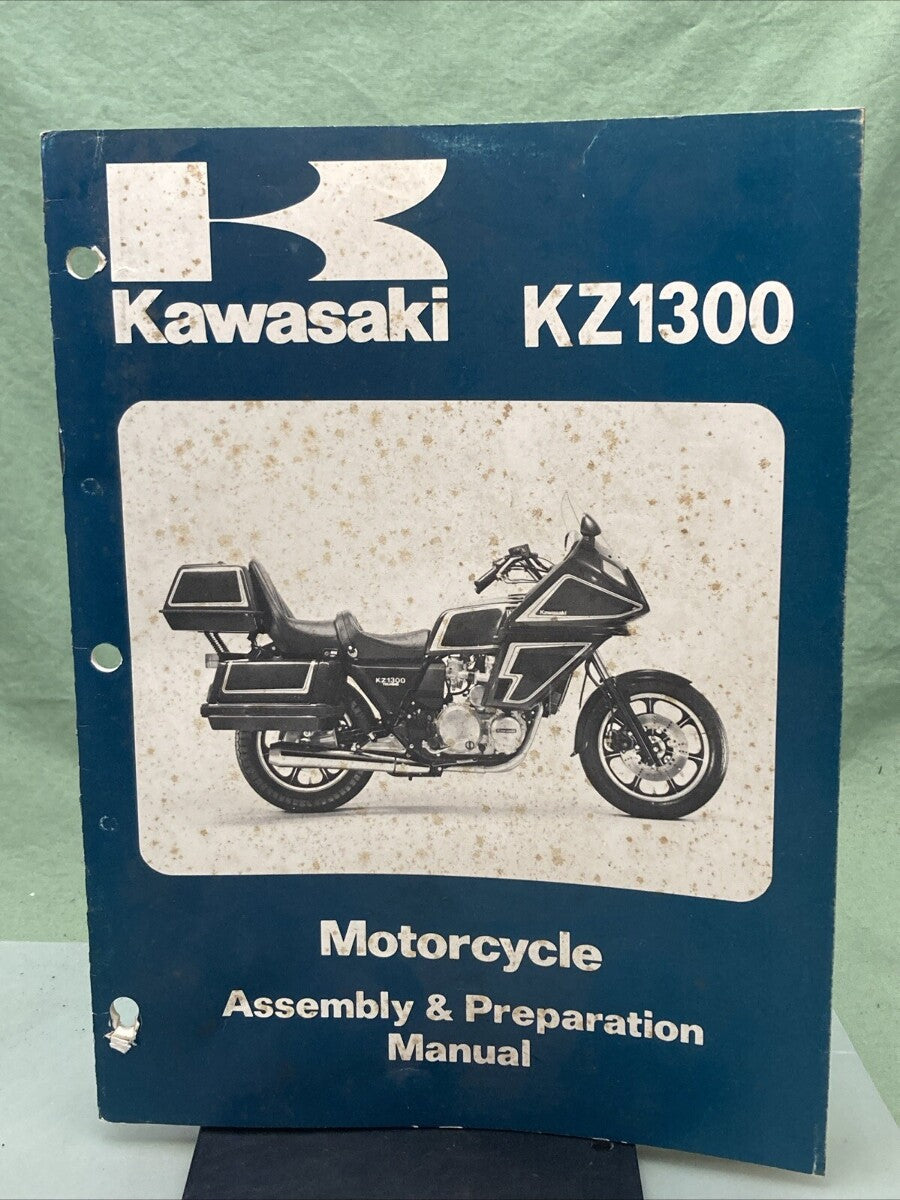 Kawasaki
KZ1300
Kawasaki
KZ1300
Motorcycle
Assembly & Preparation
Manual